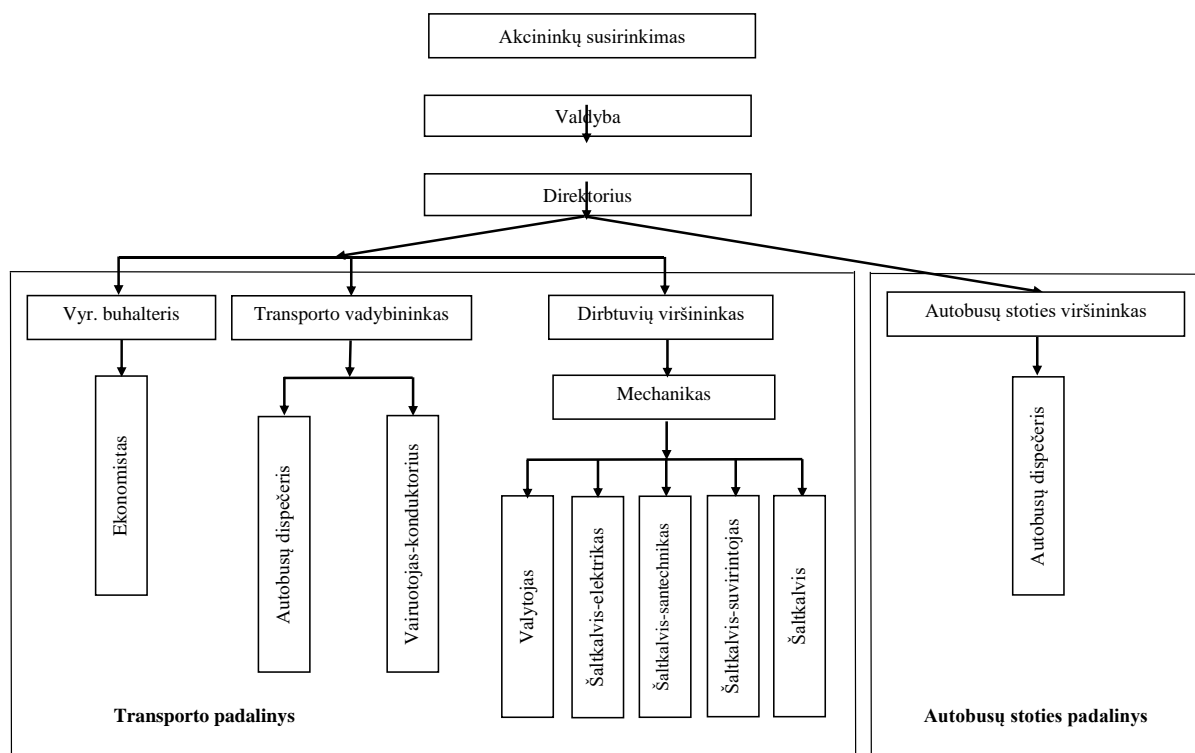 Akcininkų susirinkimas
Valdyba
Direktorius
Vyr. buhalteris
Transporto vadybininkas
Dirbtuvių viršininkas
Autobusų stoties viršininkas
Mechanikas
Ekonomistas
Autobusų dispečeris
Vairuotojas-konduktorius
Valytojas
Šaltkalvis-elektrikas
Šaltkalvis-santechnikas
Šaltkalvis-suvirintojas
Šaltkalvis
Autobusų dispečeris
Transporto padalinys
Autobusų stoties padalinys